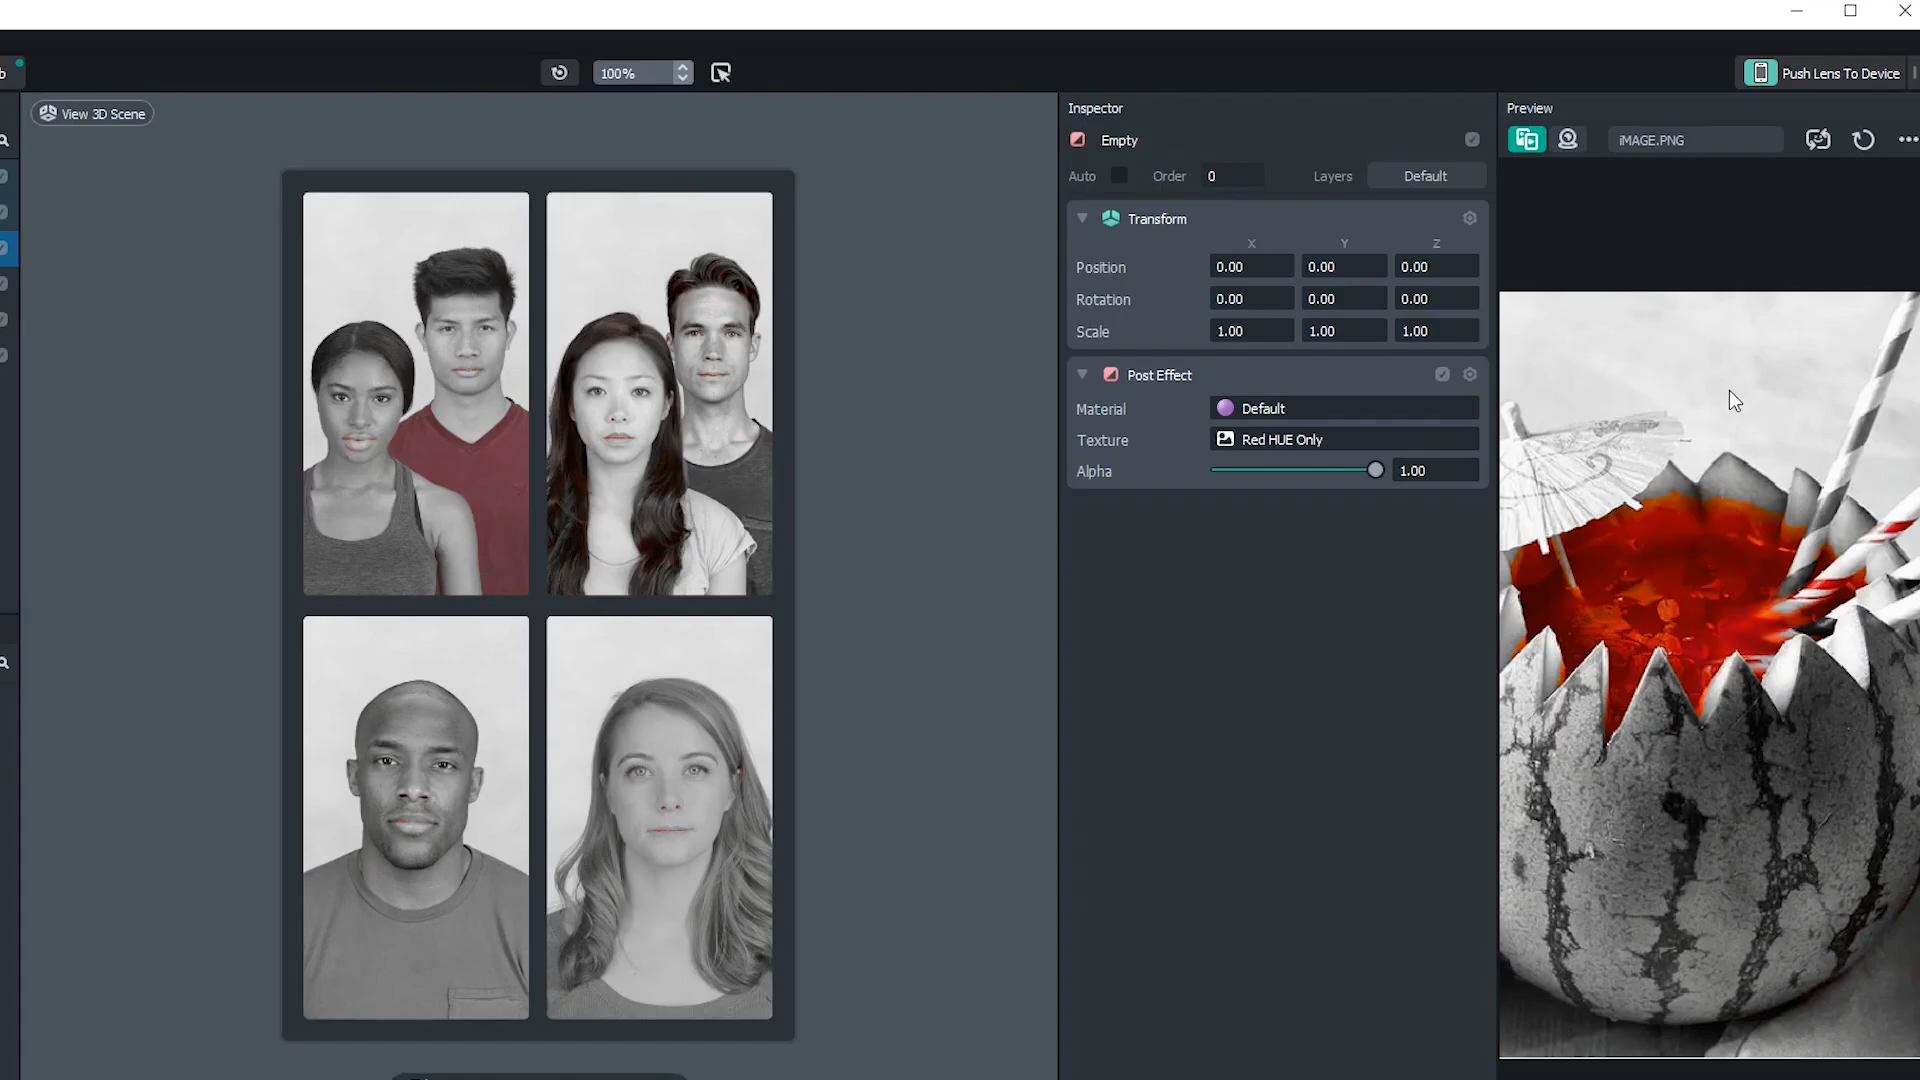 b
100%
Push Lens To Device
View 3D Scene
Inspector
Preview
Empty
iMAGE.PNG
Auto
Order
0
Layers
Default
Transform
X
Y
Z
Position
0.00
0.00
0.00
Rotation
0.00
0.00
0.00
Scale
1.00
1.00
1.00
Post Effect
Material
Default
Texture
Red HUE Only
Alpha
1.00